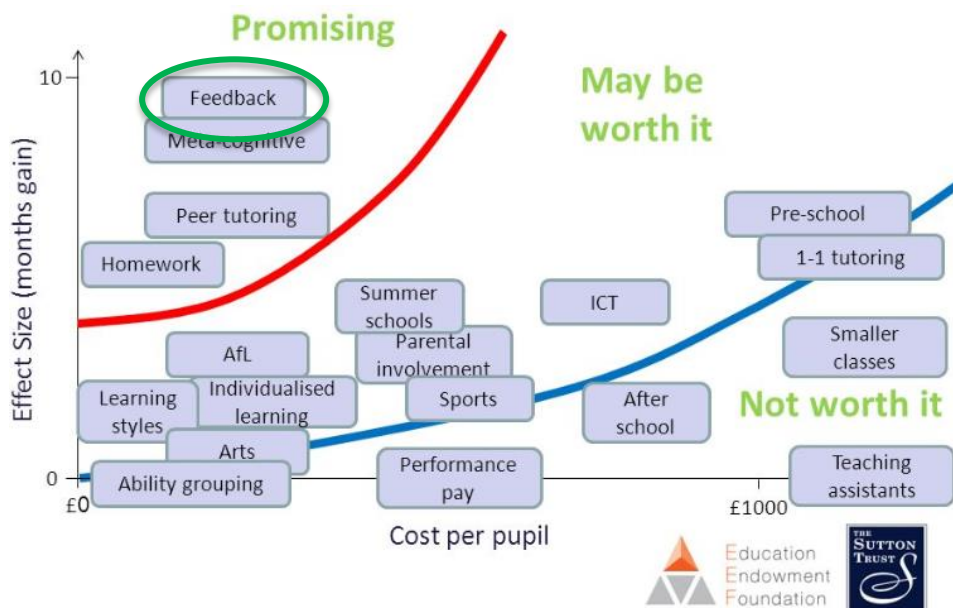 Promising
May be
worth it
10
Feedback
Meta-cognitive
Peer tutoring
Homework
Pre-school
1-1 tutoring
Summer
schools
ICT
AfL
Parental
involvement
Smaller
classes
Learning
styles
Individualised
learning
Sports
After
school
Not worth it
Arts
Ability grouping
Performance
pay
Teaching
assistants
Effect Size (months gain)
0
£0
£1000
Cost per pupil
Education
Endowment
Foundation
THE
SUTTON
TRUST
S